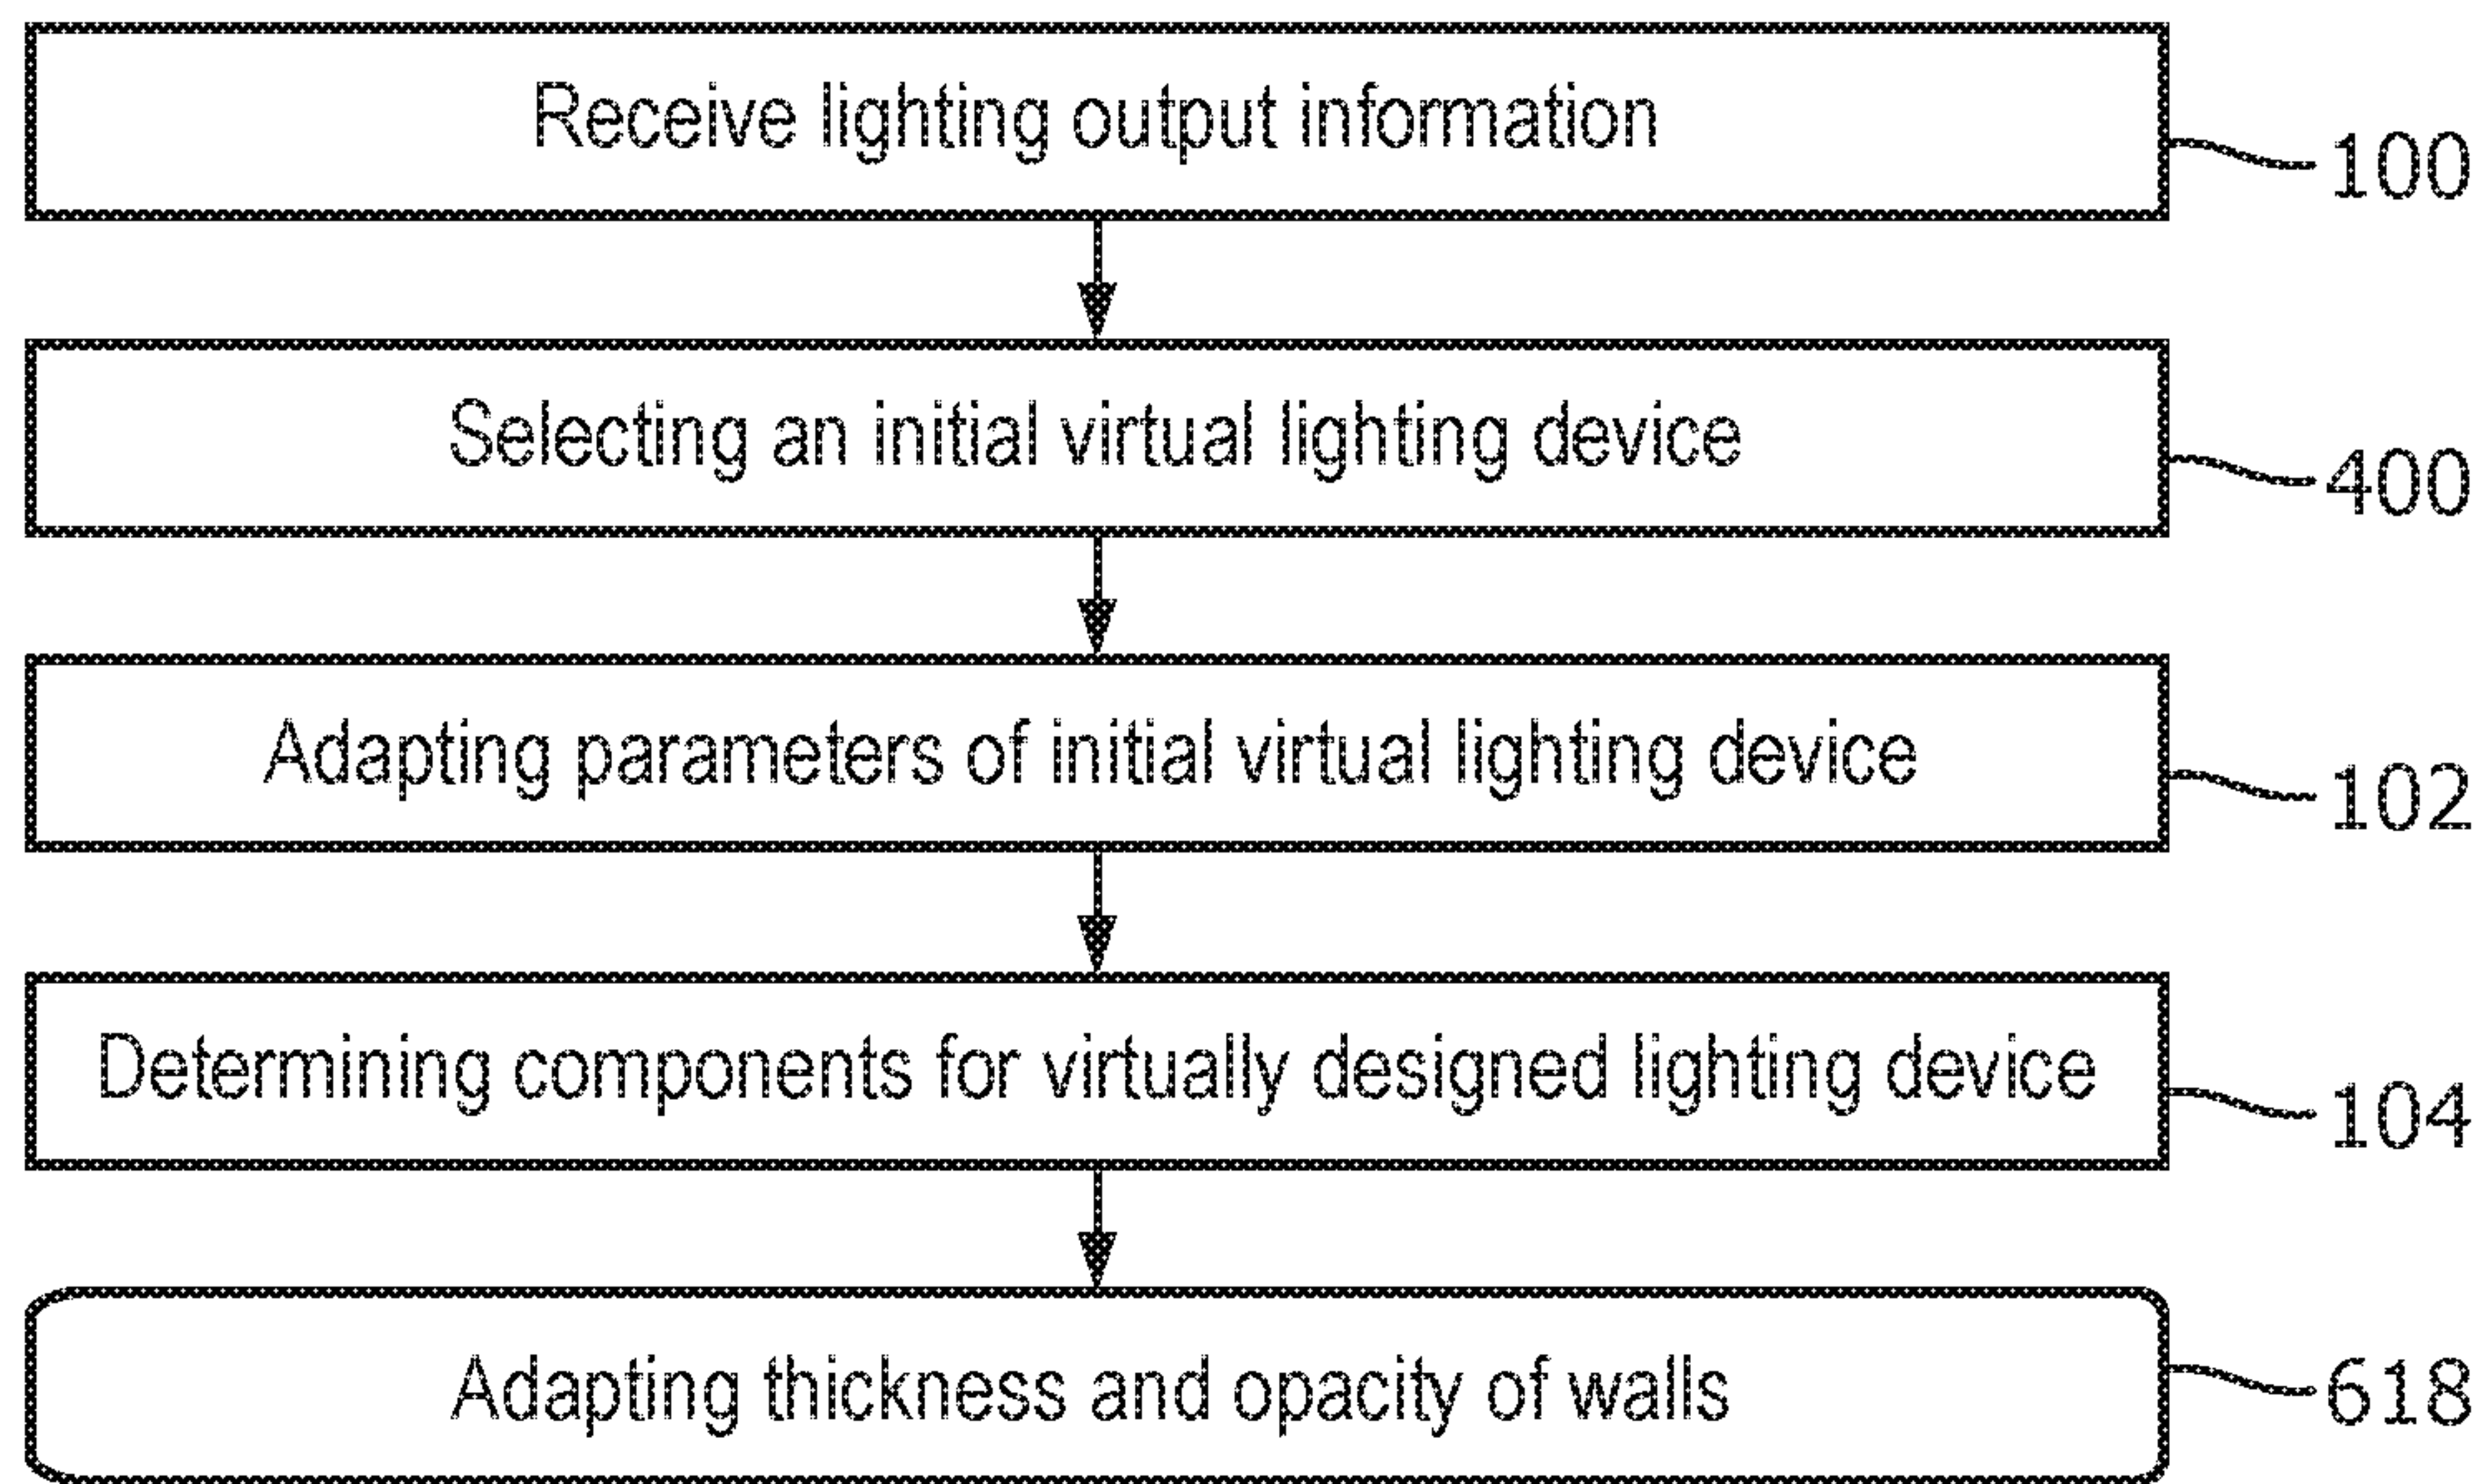 Receive lighting output information
100
Selecting an initial virtual lighting device
400
Adapting parameters of initial virtual lighting device
102
Determining components for virtually designed lighting device
104
Adapting thickness and opacity of walls
618